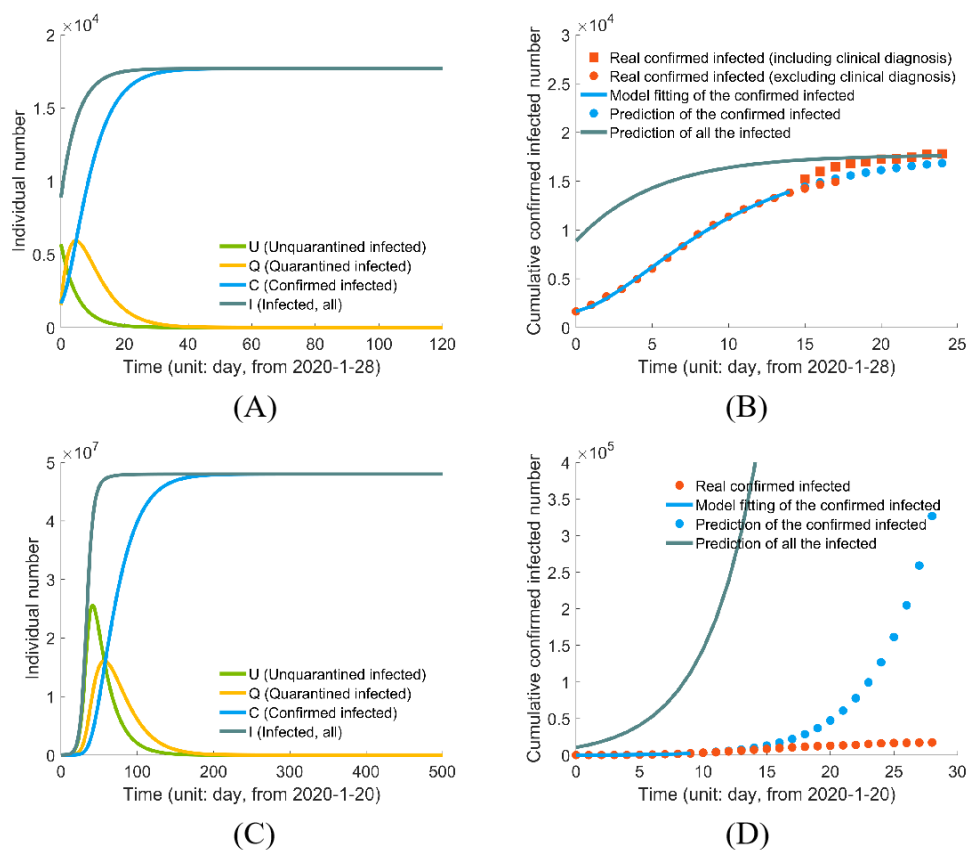 ×10⁴
2
1.5
1
0.5
0
Individual number
U (Unquarantined infected)
Q (Quarantined infected)
C (Confirmed infected)
I (Infected, all)
0 20 40 60 80 100 120
Time (unit: day, from 2020-1-28)
(A)
×10⁴
3
2.5
2
1.5
1
0.5
0
Cumulative confirmed infected number
Real confirmed infected (including clinical diagnosis)
Real confirmed infected (excluding clinical diagnosis)
Model fitting of the confirmed infected
Prediction of the confirmed infected
Prediction of all the infected
0 5 10 15 20 25
Time (unit: day, from 2020-1-28)
(B)
×10⁷
5
4
3
2
1
0
Individual number
U (Unquarantined infected)
Q (Quarantined infected)
C (Confirmed infected)
I (Infected, all)
0 100 200 300 400 500
Time (unit: day, from 2020-1-20)
(C)
×10⁵
4
3.5
3
2.5
2
1.5
1
0.5
0
Cumulative confirmed infected number
Real confirmed infected
Model fitting of the confirmed infected
Prediction of the confirmed infected
Prediction of all the infected
0 5 10 15 20 25 30
Time (unit: day, from 2020-1-20)
(D)